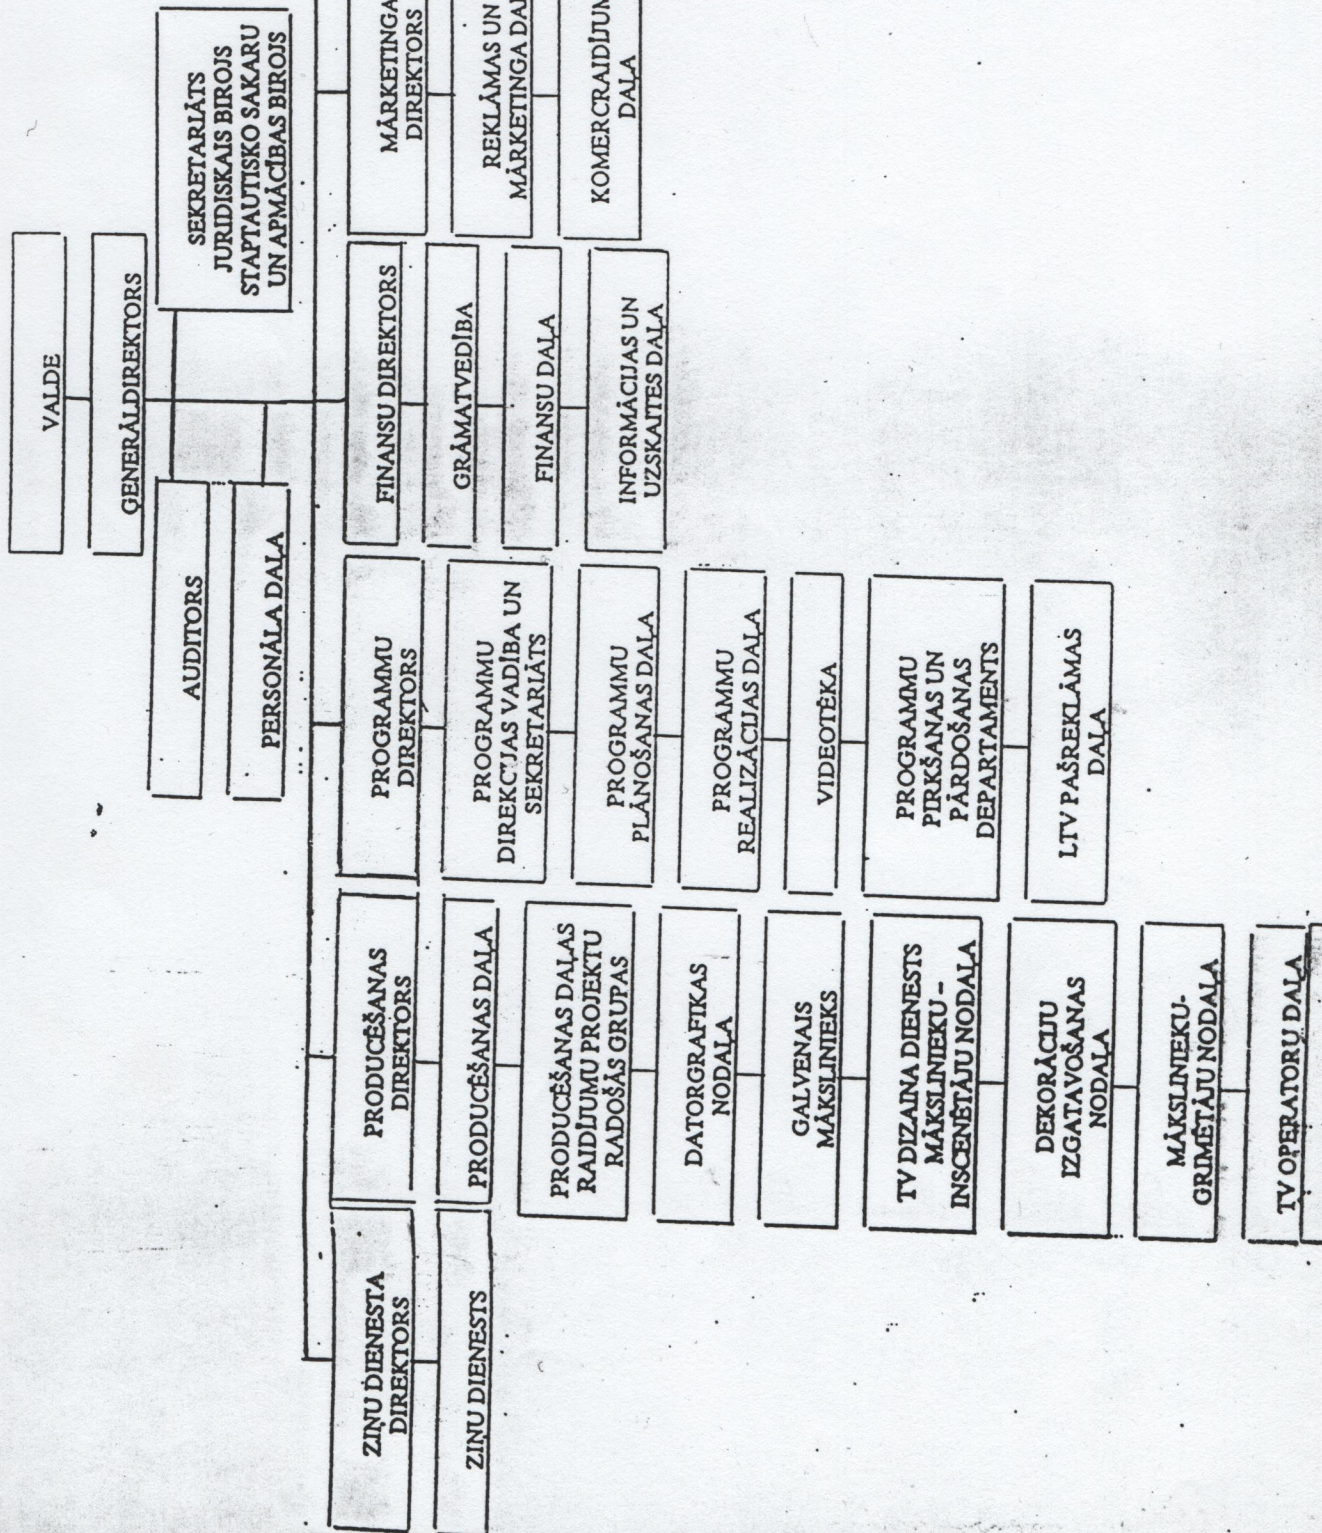 VALDE
ĢENERĀLDIREKTORS
SEKRETARIĀTS
JURIDISKAIS BIROJS
STAPTAUTISKO SAKARU
UN APMĀCĪBAS BIROJS
AUDITORS
PERSONĀLA DAĻA
ZIŅU DIENESTA
DIREKTORS
ZIŅU DIENESTS
PRODUCĒŠANAS
DIREKTORS
PRODUCĒŠANAS DAĻA
PRODUCĒŠANAS DAĻAS
RAIDĪJUMU PROJEKTU
RADOŠĀS GRUPAS
DATORGRAFIKAS
NODAĻA
GALVENAIS
MĀKSLINIEKS
TV DIZAINA DIENESTS
MĀKSLINIEKU –
INSCENĒTĀJU NODAĻA
DEKORĀCIJU
IZGATAVOŠANAS
NODAĻA
MĀKSLINIEKU-
GRIMĒTĀJU NODAĻA
TV OPERATORU DAĻA
PROGRAMMU
DIREKTORS
PROGRAMMU
DIREKCIJAS VADĪBA UN
SEKRETARIĀTS
PROGRAMMU
PLĀNOŠANAS DAĻA
PROGRAMMU
REALIZĀCIJAS DAĻA
VIDEOTĒKA
PROGRAMMU
PIRKŠANAS UN
PĀRDOŠANAS
DEPARTAMENTS
LTV PAŠREKLĀMAS
DAĻA
FINANSU DIREKTORS
GRĀMATVEDĪBA
FINANSU DAĻA
INFORMĀCIJAS UN
UZSKAITES DAĻA
MĀRKETINGA
DIREKTORS
REKLĀMAS UN
MĀRKETINGA DA
KOMERCRAIDĪJUM
DAĻA